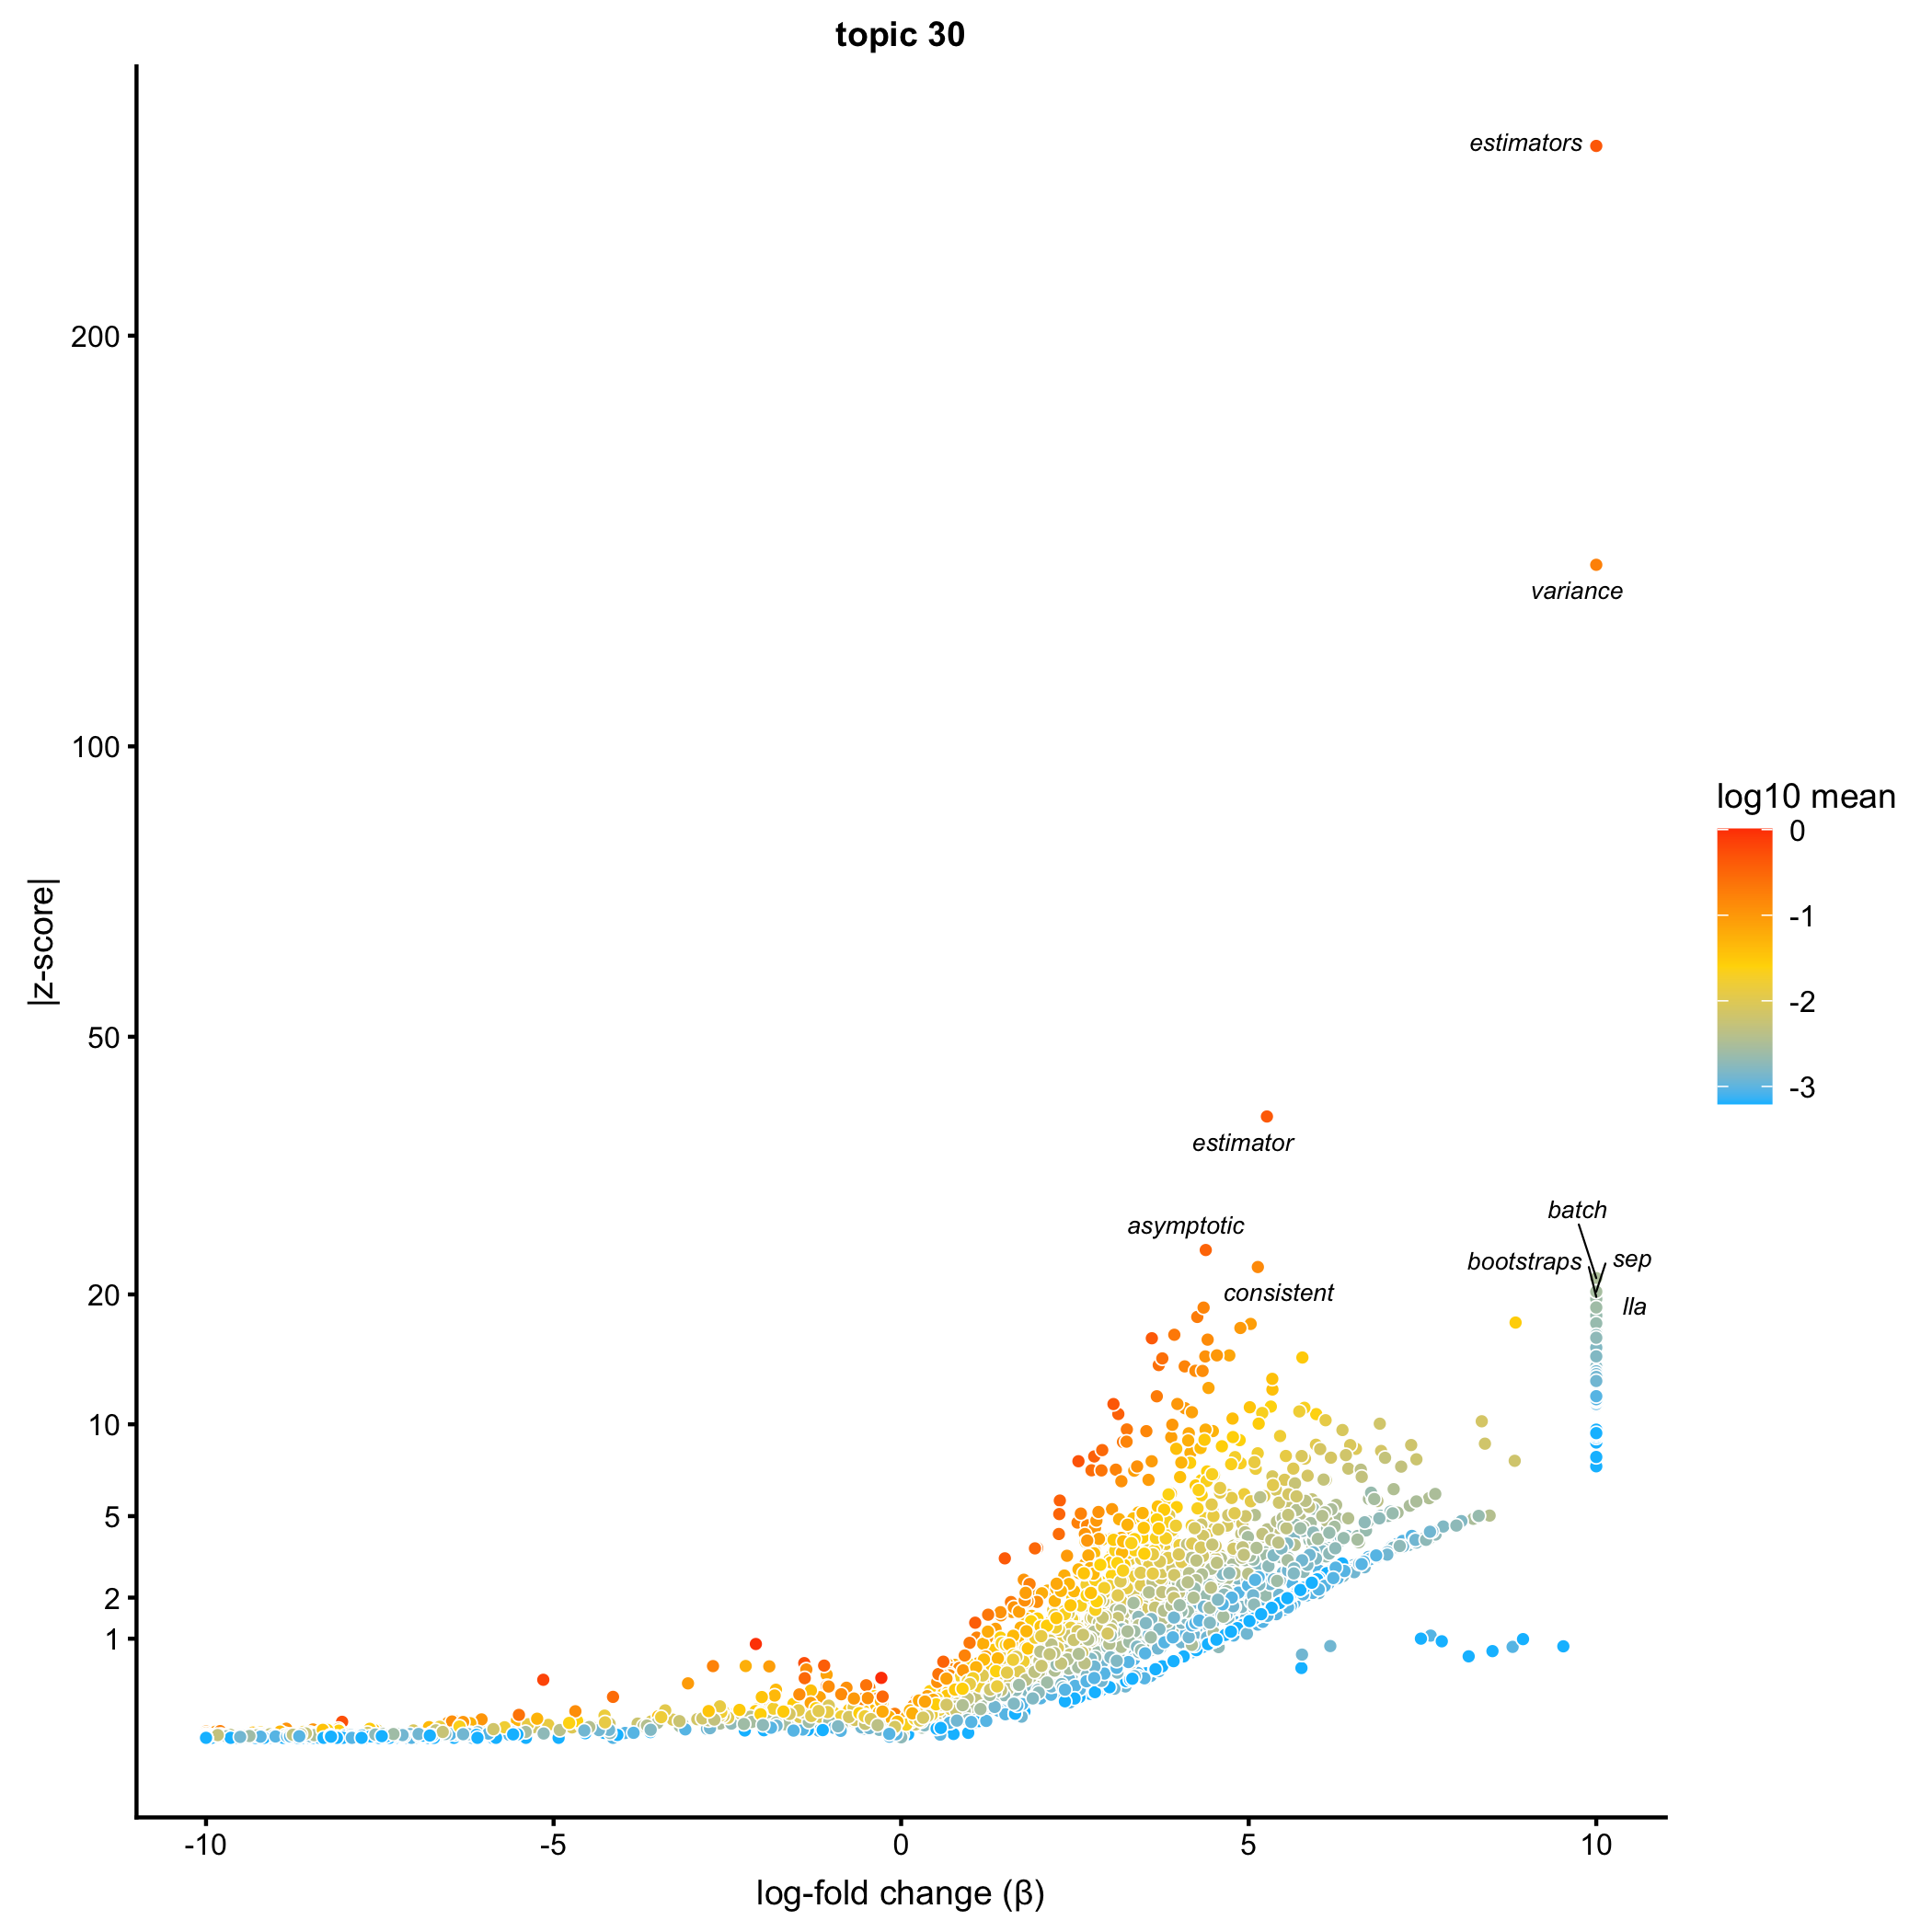 topic 30
estimators
200
variance
100
log10 mean
0
-1
-2
-3
|z-score|
50
estimator
batch
asymptotic
bootstraps
sep
20
consistent
lla
10
5
2
1
-10
-5
0
5
10
log-fold change (β)